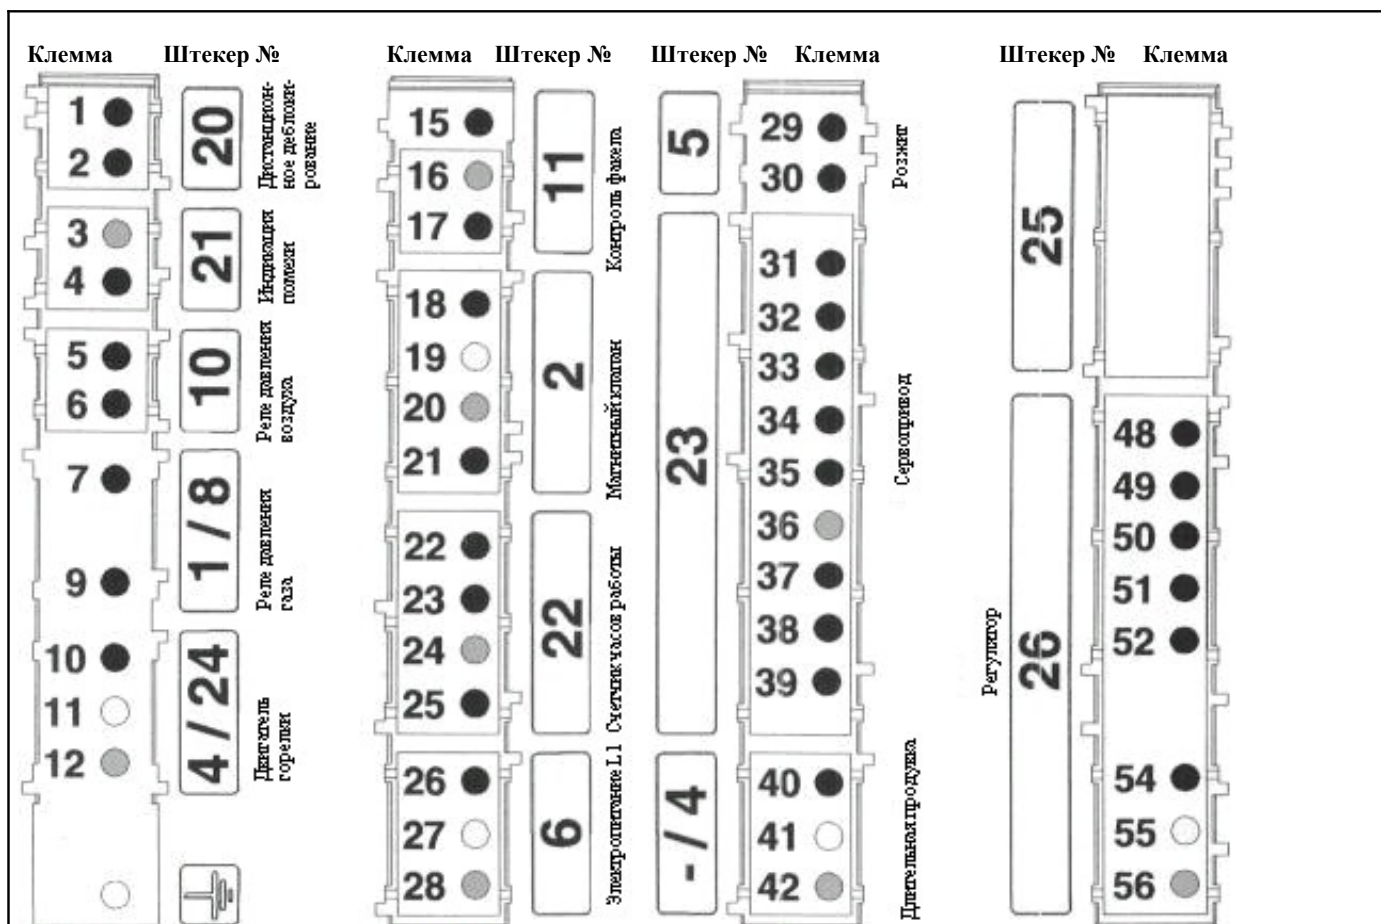 Клемма Штекер № Клемма Штекер № Штекер № Клемма Штекер № Клемма
1
2
20
Дистанцион-
ное деблоки-
рование
3
4
21
Индикация
помехи
5
6
10
Реле давления
воздуха
7
9
1 / 8
Реле давления
газа
10
11
12
4 / 24
Двигатель
горелки
15
16
17
11
Контроль факела
18
19
20
21
2
Магнитный клапан
22
23
24
25
22
Счетчик часов работы
26
27
28
6
Электропитание L1
5
29
30
Розжиг
23
31
32
33
34
35
36
37
38
39
Сервопривод
- / 4
40
41
42
Длительная продувка
25
Регулятор
26
48
49
50
51
52
54
55
56